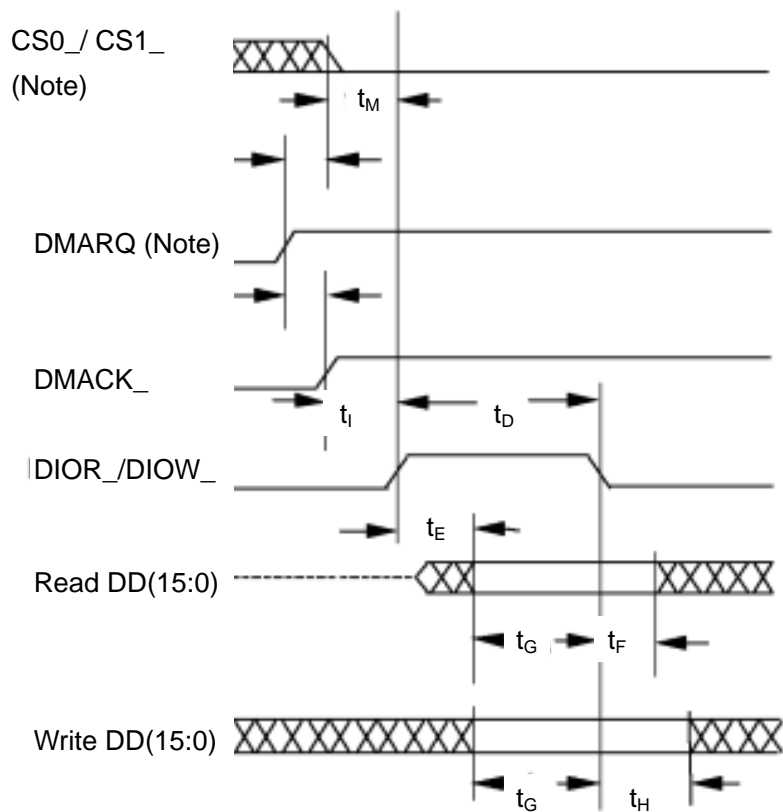 CS0_/ CS1_
(Note)
tM
DMARQ (Note)
DMACK_
tI
tD
DIOR_/DIOW_
tE
Read DD(15:0)
tG
tF
Write DD(15:0)
tG
tH